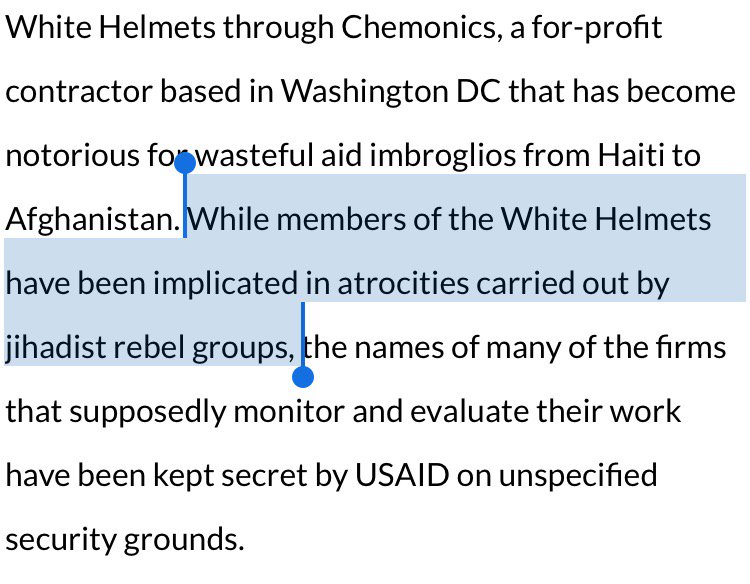 White Helmets through Chemonics, a for-profit
contractor based in Washington DC that has become
notorious for wasteful aid imbroglios from Haiti to
Afghanistan. While members of the White Helmets
have been implicated in atrocities carried out by
jihadist rebel groups, the names of many of the firms
that supposedly monitor and evaluate their work
have been kept secret by USAID on unspecified
security grounds.